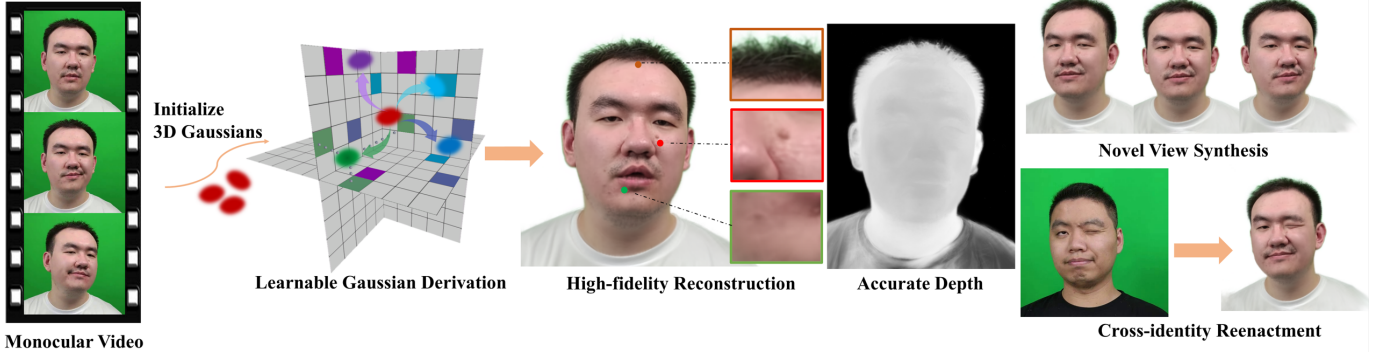 Monocular Video
Initialize
3D Gaussians
Learnable Gaussian Derivation
High-fidelity Reconstruction
Accurate Depth
Novel View Synthesis
Cross-identity Reenactment